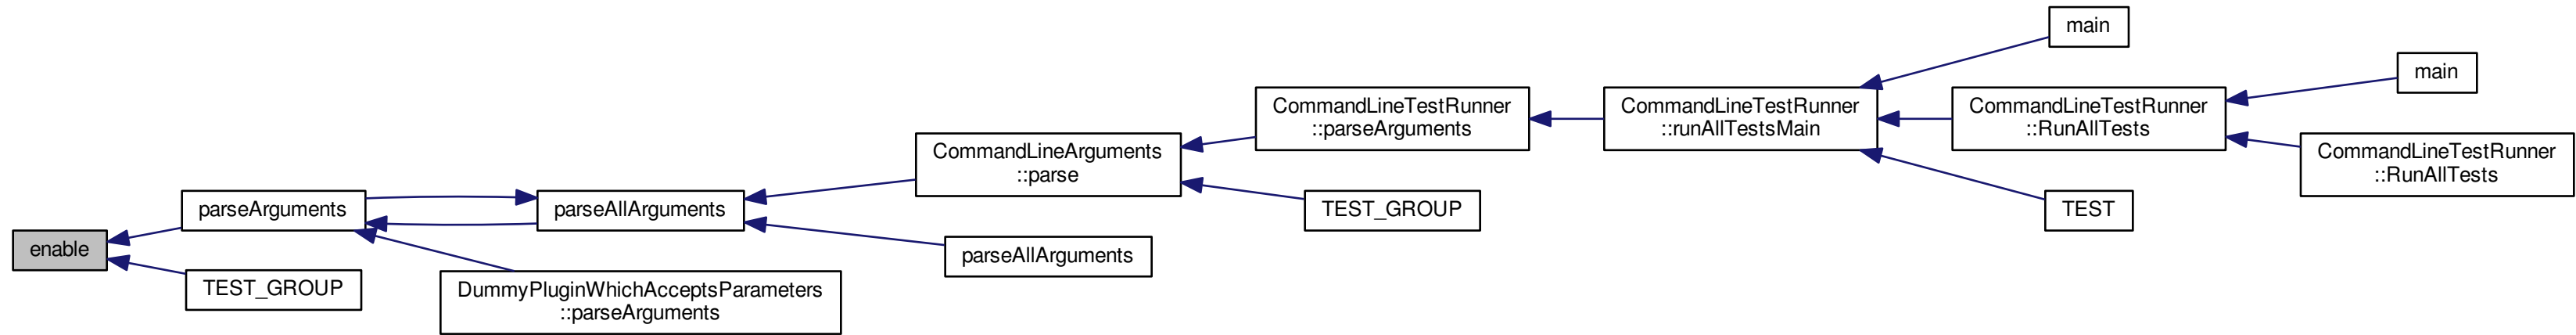 enable
parseArguments
TEST_GROUP
parseAllArguments
DummyPluginWhichAcceptsParameters
::parseArguments
CommandLineArguments
::parse
parseAllArguments
CommandLineTestRunner
::parseArguments
TEST_GROUP
CommandLineTestRunner
::runAllTestsMain
main
CommandLineTestRunner
::RunAllTests
TEST
main
CommandLineTestRunner
::RunAllTests